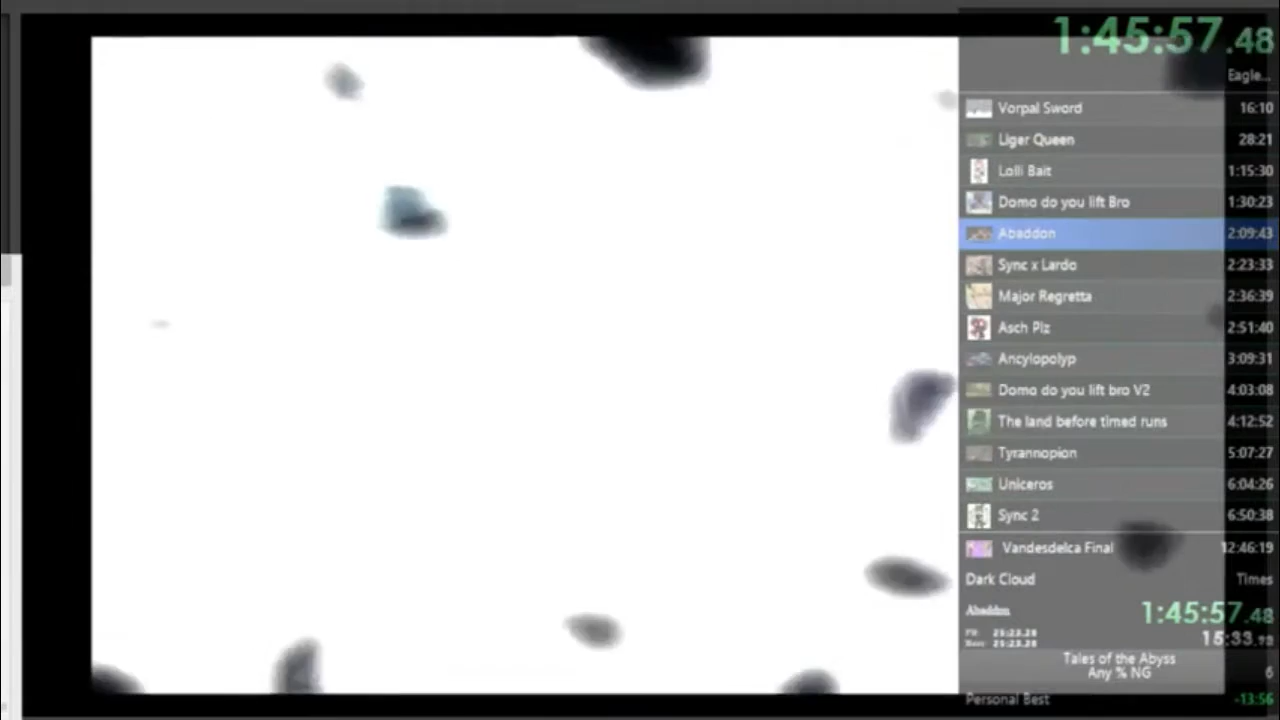 1:45:57.48
Eagle...
Vorpal Sword 16:10
Liger Queen 28:21
Lolli Bait 1:15:30
Domo do you lift Bro 1:30:23
Abaddon 2:09:43
Sync x Lardo 2:23:33
Major Regretta 2:36:39
Asch Plz 2:51:40
Ancylopolyp 3:09:31
Domo do you lift bro V2 4:03:08
The land before timed runs 4:12:52
Tyrannopion 5:07:27
Uniceros 6:04:26
Sync 2 6:50:38
Vandesdelca Final 12:46:19
Dark Cloud Times
Abaddon 1:45:57.48
15:33
Tales of the Abyss
Any % NG 6
Personal Best -13:56